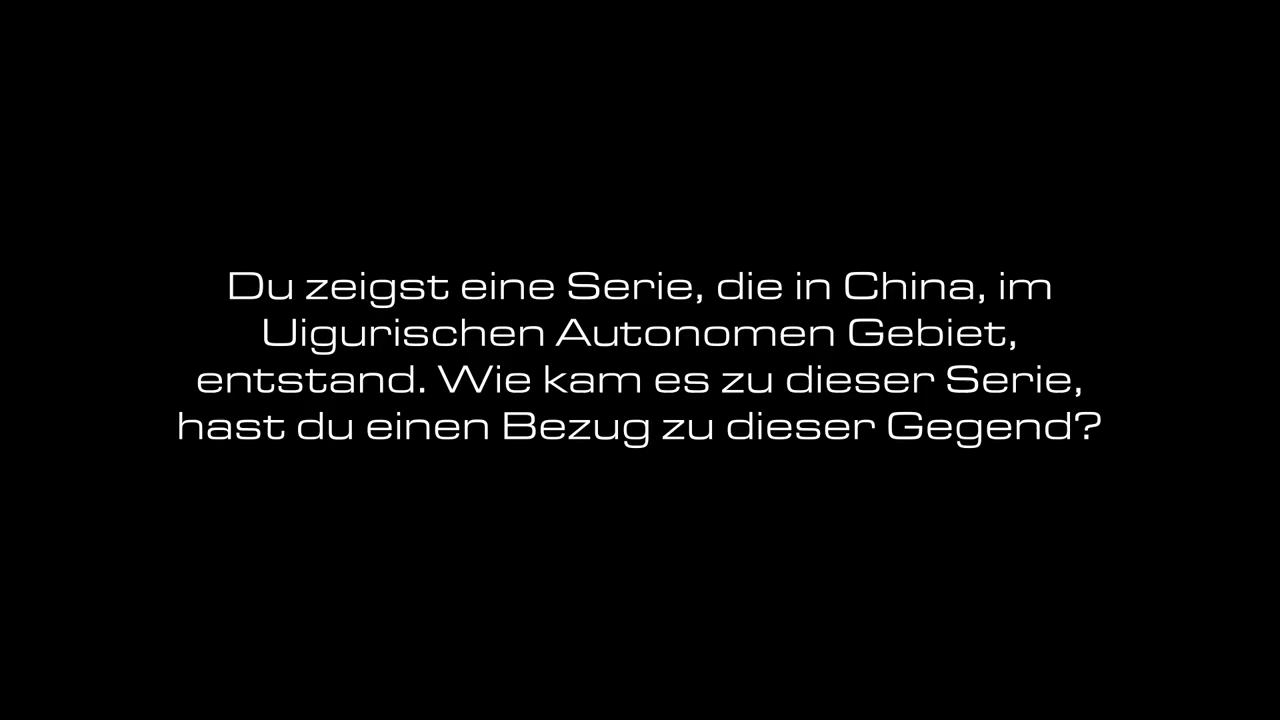 Du zeigst eine Serie, die in China, im
Uigurischen Autonomen Gebiet,
entstand. Wie kam es zu dieser Serie,
hast du einen Bezug zu dieser Gegend?